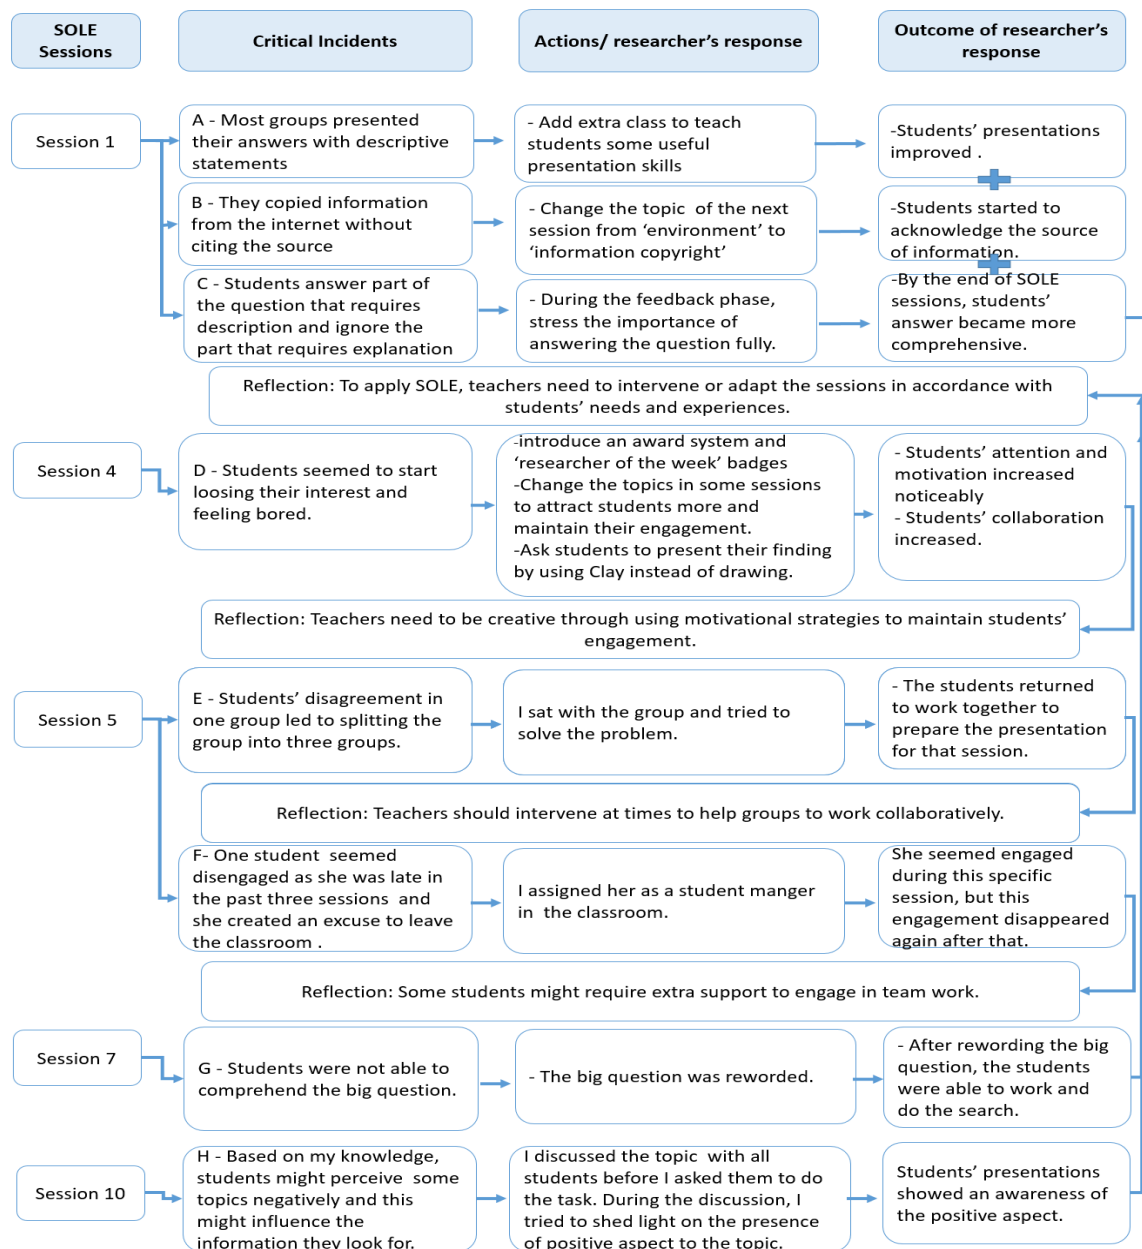 SOLE
Sessions
Critical Incidents
Actions/ researcher's response
Outcome of researcher's
response
Session 1
A - Most groups presented
their answers with descriptive
statements
- Add extra class to teach
students some useful
presentation skills
-Students' presentations
improved .
B - They copied information
from the internet without
citing the source
- Change the topic of the next
session from 'environment' to
'information copyright'
-Students started to
acknowledge the source
of information.
C - Students answer part of
the question that requires
description and ignore the
part that requires explanation
- During the feedback phase,
stress the importance of
answering the question fully.
-By the end of SOLE
sessions, students'
answer became more
comprehensive.
Reflection: To apply SOLE, teachers need to intervene or adapt the sessions in accordance with
students' needs and experiences.
Session 4
D - Students seemed to start
loosing their interest and
feeling bored.
-introduce an award system and
'researcher of the week' badges
-Change the topics in some sessions
to attract students more and
maintain their engagement.
-Ask students to present their finding
by using Clay instead of drawing.
- Students' attention and
motivation increased
noticeably
- Students' collaboration
increased.
Reflection: Teachers need to be creative through using motivational strategies to maintain students'
engagement.
Session 5
E - Students' disagreement in
one group led to splitting the
group into three groups.
I sat with the group and tried to
solve the problem.
- The students returned
to work together to
prepare the presentation
for that session.
Reflection: Teachers should intervene at times to help groups to work collaboratively.
F- One student seemed
disengaged as she was late in
the past three sessions and
she created an excuse to leave
the classroom .
I assigned her as a student manger
in the classroom.
She seemed engaged
during this specific
session, but this
engagement disappeared
again after that.
Reflection: Some students might require extra support to engage in team work.
Session 7
G - Students were not able to
comprehend the big question.
- The big question was reworded.
- After rewording the big
question, the students
were able to work and
do the search.
Session 10
H - Based on my knowledge,
students might perceive some
topics negatively and this
might influence the
information they look for.
I discussed the topic with all
students before I asked them to do
the task. During the discussion, I
tried to shed light on the presence
of positive aspect to the topic.
Students' presentations
showed an awareness of
the positive aspect.